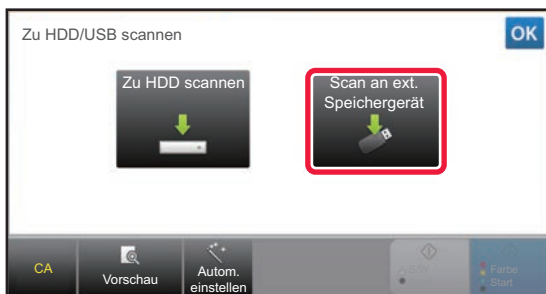 Zu HDD/USB scannen
OK
Zu HDD scannen
Scan an ext.
Speichergerät
CA
Vorschau
Autom.
einstellen
Farbe
Start